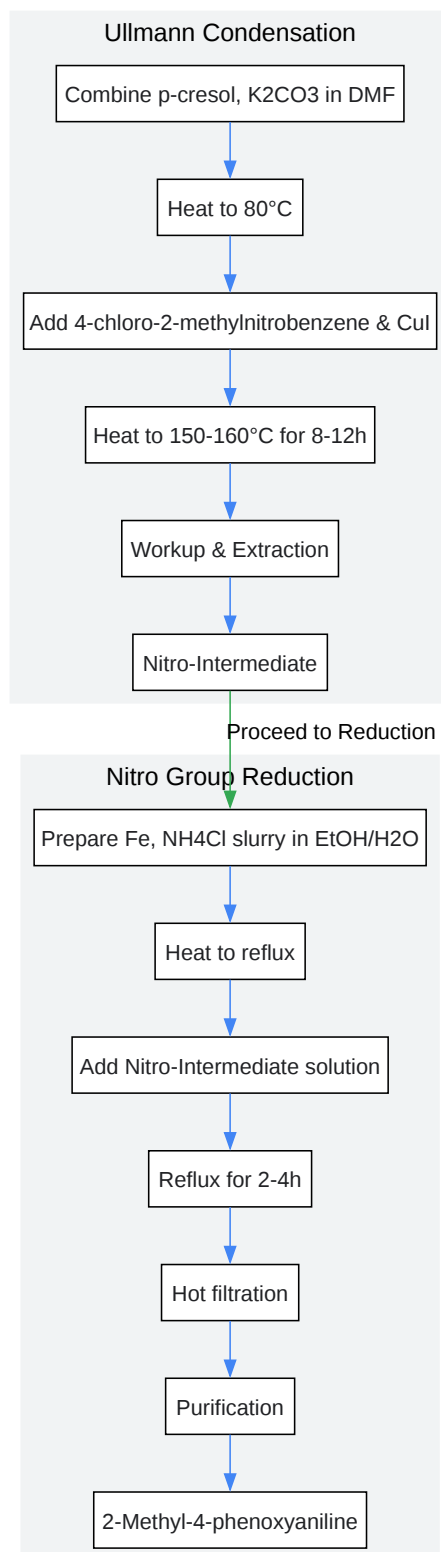 Ullmann Condensation
Combine p-cresol, K2CO3 in DMF
Heat to 80°C
Add 4-chloro-2-methylnitrobenzene & CuI
Heat to 150-160°C for 8-12h
Workup & Extraction
Nitro-Intermediate
Proceed to Reduction
Nitro Group Reduction
Prepare Fe, NH4Cl slurry in EtOH/H2O
Heat to reflux
Add Nitro-Intermediate solution
Reflux for 2-4h
Hot filtration
Purification
2-Methyl-4-phenoxyaniline